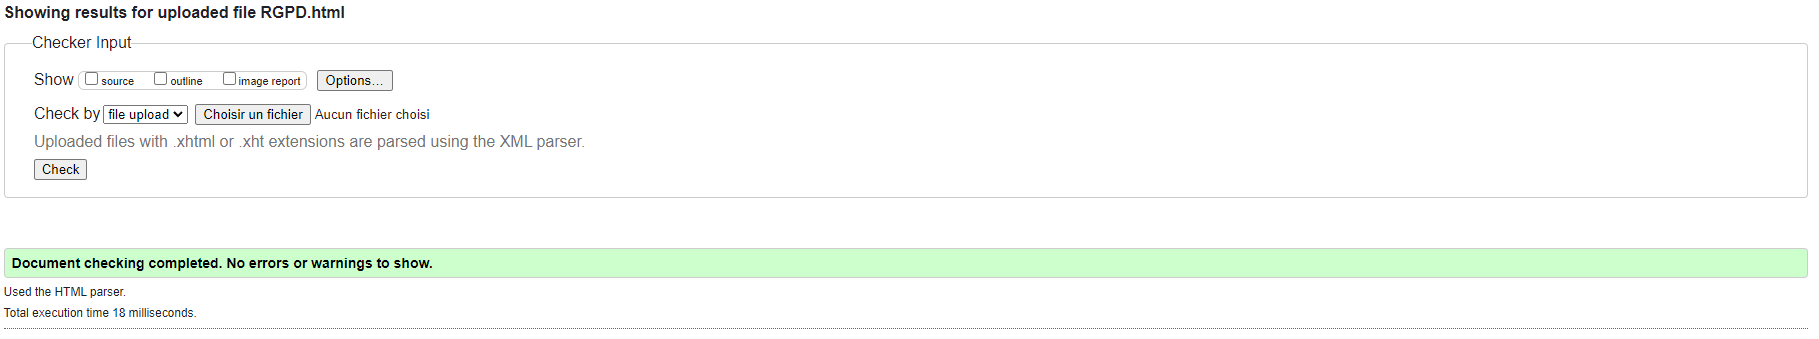 Showing results for uploaded file RGPD.html
Checker Input
Show source outline image report Options...
Check by file upload Choisir un fichier Aucun fichier choisi
Uploaded files with .xhtml or .xht extensions are parsed using the XML parser.
Check
Document checking completed. No errors or warnings to show.
Used the HTML parser.
Total execution time 18 milliseconds.